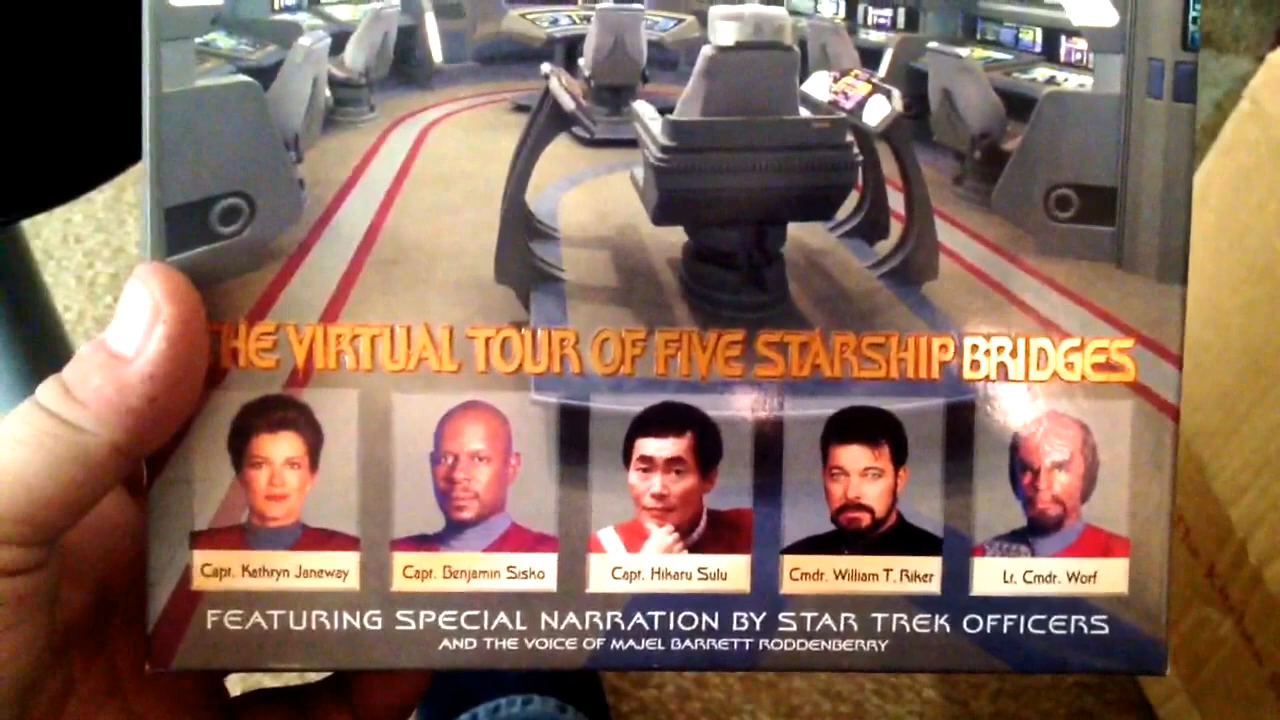 THE VIRTUAL TOUR OF FIVE STARSHIP BRIDGES
Capt. Kathryn Janeway
Capt. Benjamin Sisko
Capt. Hikaru Sulu
Cmdr. William T. Riker
Lt. Cmdr. Worf
FEATURING SPECIAL NARRATION BY STAR TREK OFFICERS
AND THE VOICE OF MAJEL BARRETT RODDENBERRY